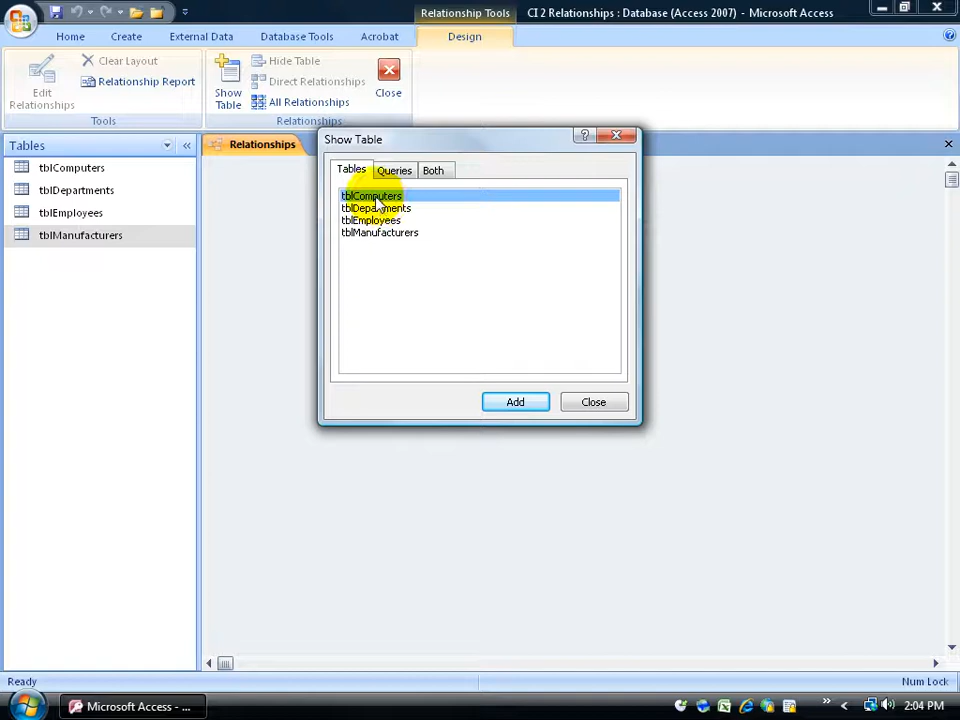 Relationship Tools
CI 2 Relationships : Database (Access 2007) - Microsoft Access
Home
Create
External Data
Database Tools
Acrobat
Design
Edit
Relationships
Clear Layout
Relationship Report
Tools
Show
Table
Hide Table
Direct Relationships
All Relationships
Close
Relationships
Tables
tblComputers
tblDepartments
tblEmployees
tblManufacturers
Relationships
Show Table
Tables
Queries
Both
tblComputers
tblDepartments
tblEmployees
tblManufacturers
Add
Close
Ready
Num Lock
Microsoft Access - ...
2:04 PM